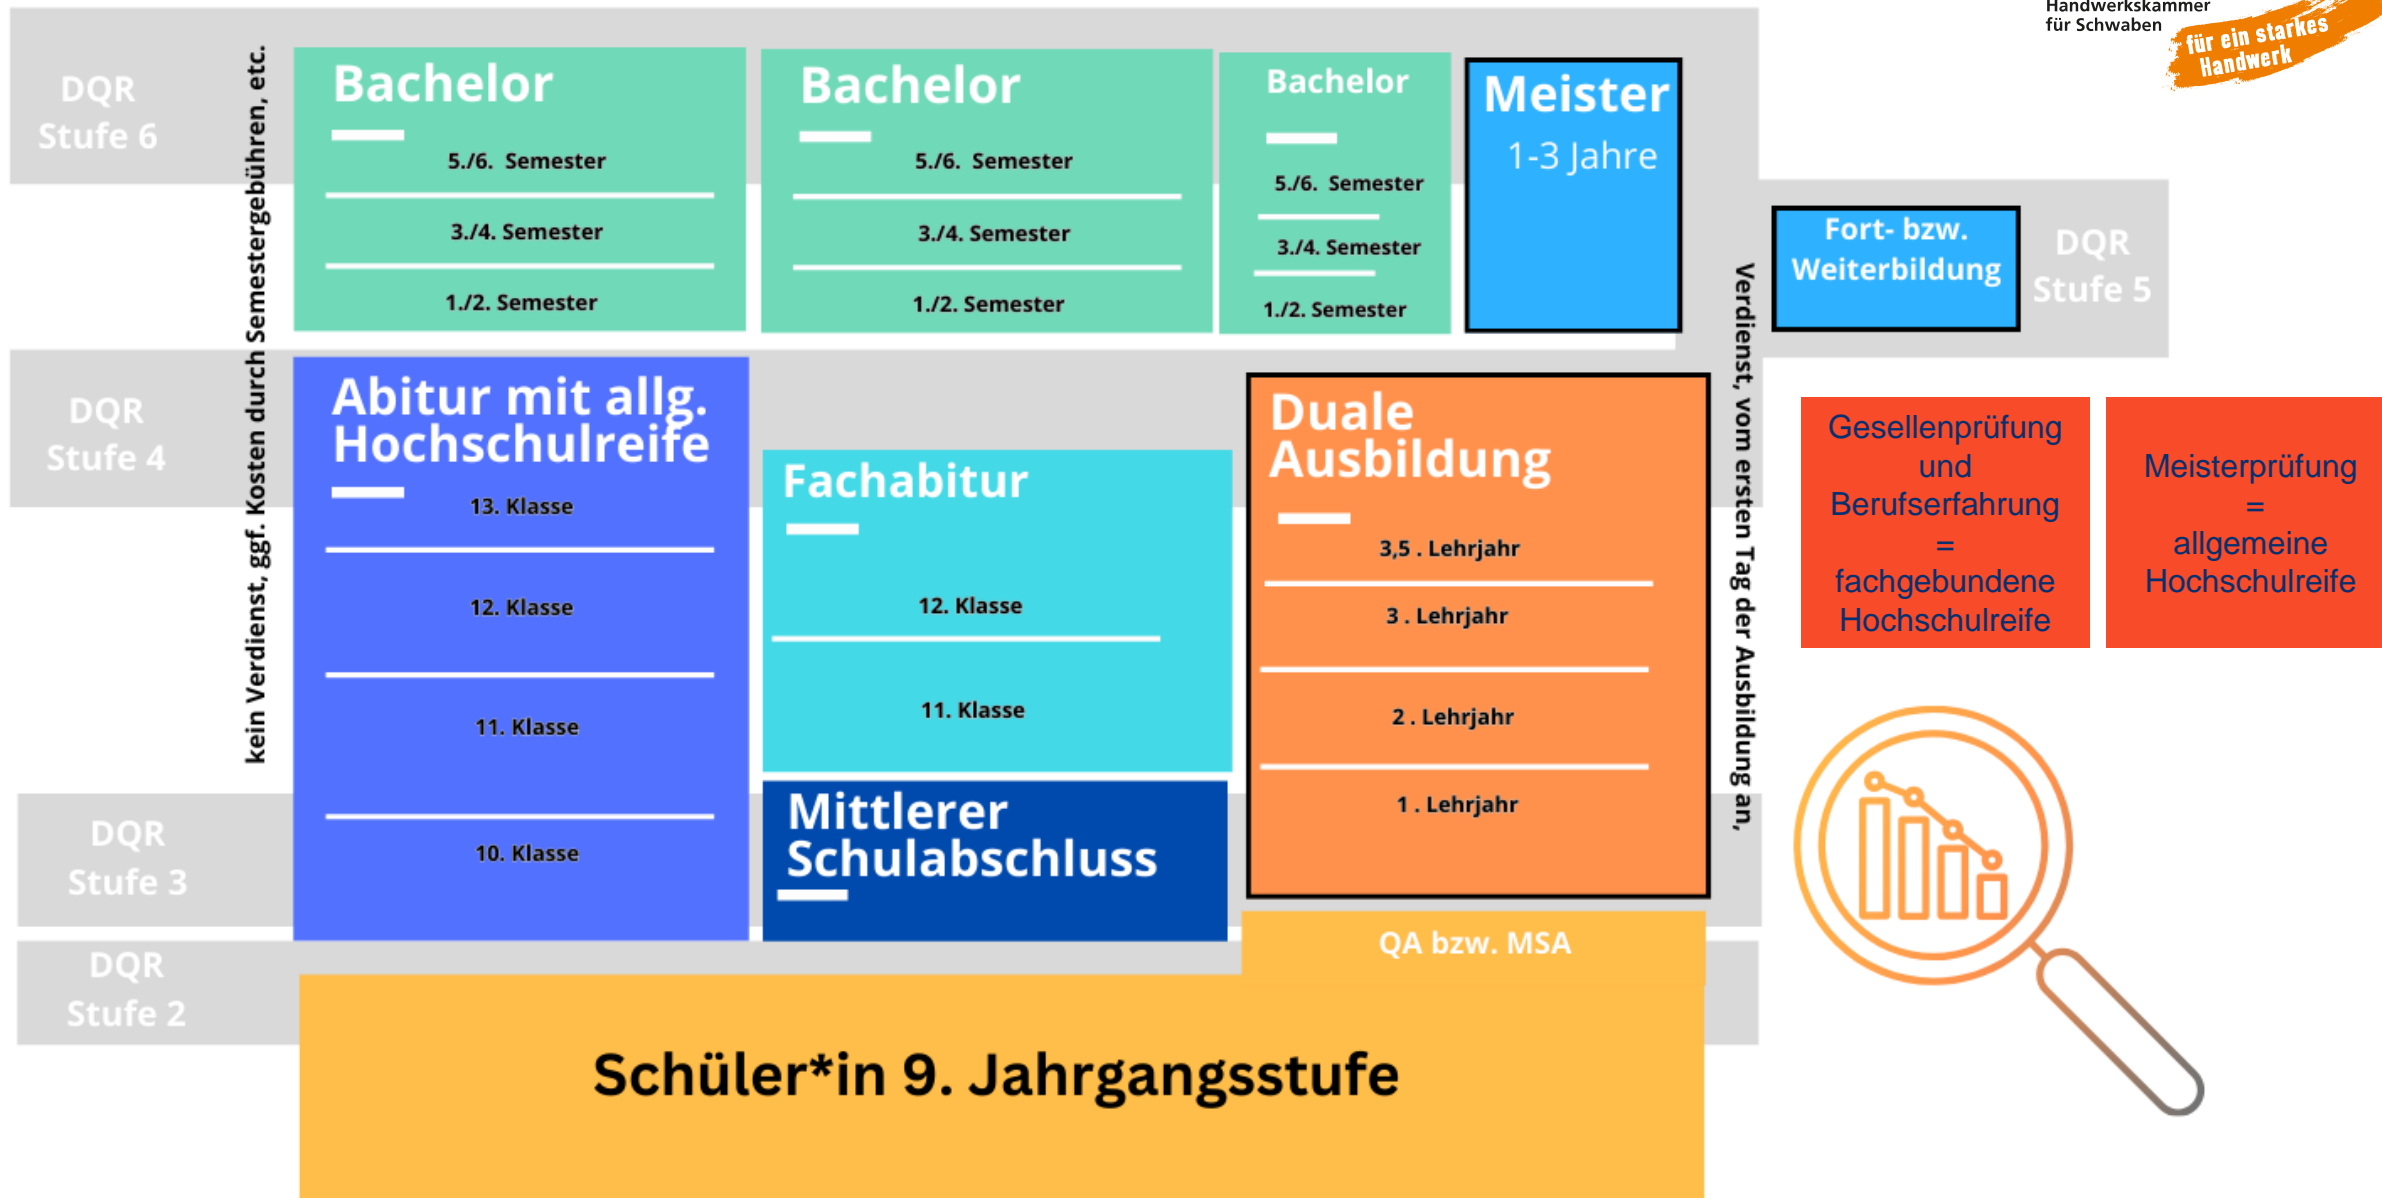 Handwerkskammer
für Schwaben
für ein starkes
Handwerk
DQR
Stufe 6
kein Verdienst, ggf. Kosten durch Semestergebühren, etc.
Bachelor
5./6. Semester
3./4. Semester
1./2. Semester
Bachelor
5./6. Semester
3./4. Semester
1./2. Semester
Bachelor
5./6. Semester
3./4. Semester
1./2. Semester
Meister
1-3 Jahre
Fort- bzw.
Weiterbildung
DQR
Stufe 5
Verdienst, vom ersten Tag der Ausbildung an,
DQR
Stufe 4
Abitur mit allg.
Hochschulreife
13. Klasse
12. Klasse
11. Klasse
10. Klasse
Fachabitur
12. Klasse
11. Klasse
Duale
Ausbildung
3,5 . Lehrjahr
3 . Lehrjahr
2 . Lehrjahr
1 . Lehrjahr
Gesellenprüfung
und
Berufserfahrung
=
fachgebundene
Hochschulreife
Meisterprüfung
=
allgemeine
Hochschulreife
DQR
Stufe 3
Mittlerer
Schulabschluss
DQR
Stufe 2
QA bzw. MSA
Schüler*in 9. Jahrgangsstufe